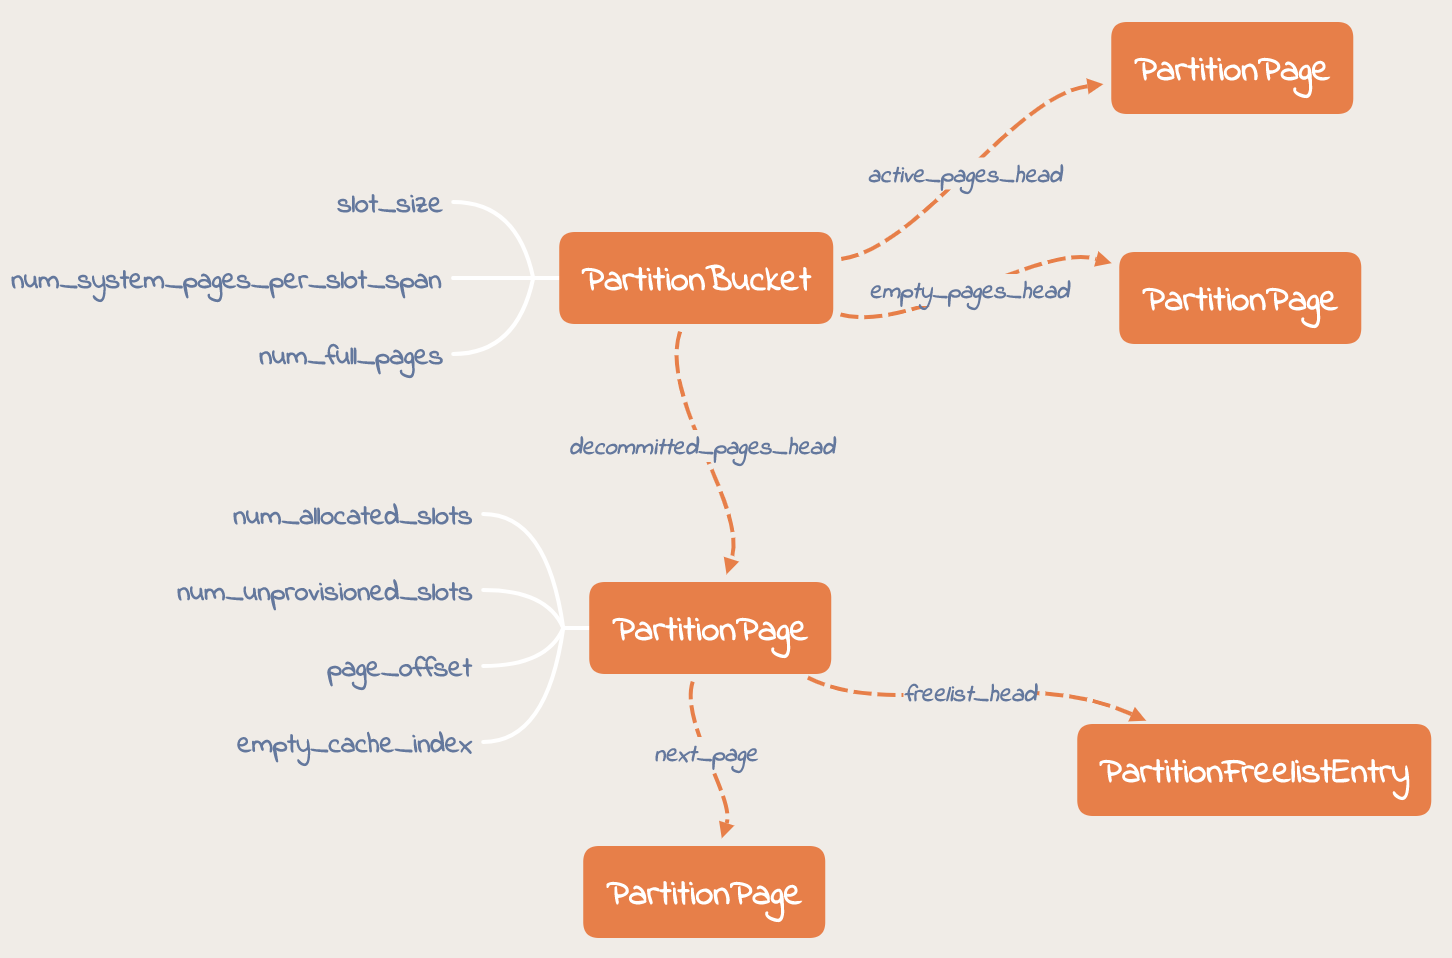 PartitionPage
active_pages_head
slot_size
PartitionBucket
num_system_pages_per_slot_span
empty_pages_head
PartitionPage
num_full_pages
decommitted_pages_head
num_allocated_slots
num_unprovisioned_slots
PartitionPage
page_offset
freelist_head
empty_cache_index
next_page
PartitionFreelistEntry
PartitionPage